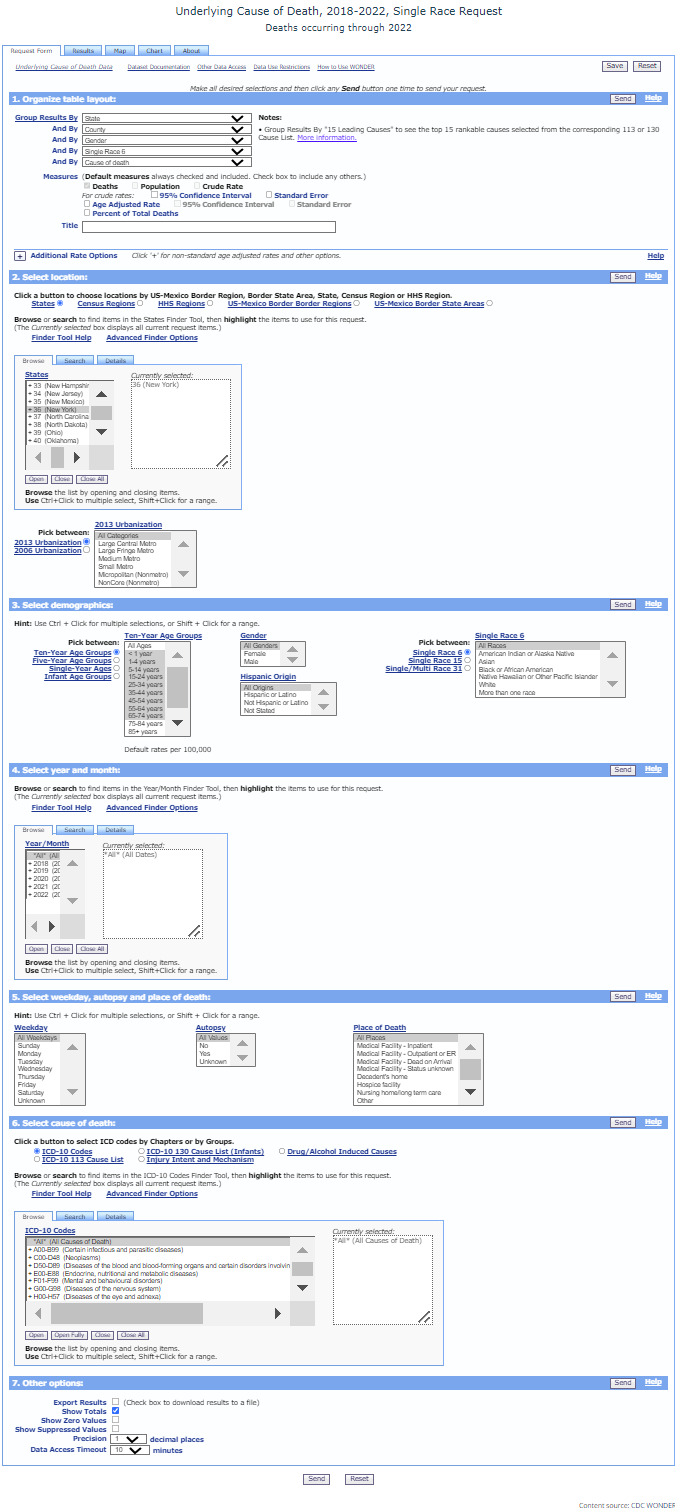 Underlying Cause of Death, 2018-2022, Single Race Request
Deaths occurring through 2022
Request Form Results Map Chart About
Underlying Cause of Death Data Dataset Documentation Other Data Access Data Use Restrictions How to Use WONDER Save Reset
Make all desired selections and then click any Send button one time to send your request.
1. Organize table layout: Send Help
Group Results By State Notes:
And By County • Group Results By "15 Leading Causes" to see the top 15 rankable causes selected from the corresponding 113 or 130
And By Gender Cause List. More information.
And By Single Race 6
And By Cause of death
Measures (Default measures always checked and included. Check box to include any others.)
Deaths Population Crude Rate
For crude rates: 95% Confidence Interval Standard Error
Age Adjusted Rate 95% Confidence Interval Standard Error
Percent of Total Deaths
Title
+ Additional Rate Options Click '+' for non-standard age adjusted rates and other options. Help
2. Select location: Send Help
Click a button to choose locations by US-Mexico Border Region, Border State Area, State, Census Region or HHS Region.
States Census Regions HHS Regions US-Mexico Border Border Regions US-Mexico Border State Areas
Browse or search to find items in the States Finder Tool, then highlight the items to use for this request.
(The Currently selected box displays all current request items.)
Finder Tool Help Advanced Finder Options
Browse Search Details
States Currently selected:
+ 33 (New Hampshir 36 (New York)
+ 34 (New Jersey)
+ 35 (New Mexico)
+ 36 (New York)
+ 37 (North Carolina
+ 38 (North Dakota)
+ 39 (Ohio)
+ 40 (Oklahoma)
Open Close Close All
Browse the list by opening and closing items.
Use Ctrl+Click to multiple select, Shift+Click for a range.
2013 Urbanization
Pick between: All Categories
2013 Urbanization Large Central Metro
2006 Urbanization Large Fringe Metro
Medium Metro
Small Metro
Micropolitan (Nonmetro)
NonCore (Nonmetro)
3. Select demographics: Send Help
Hint: Use Ctrl + Click for multiple selections, or Shift + Click for a range.
Ten-Year Age Groups Gender Single Race 6
Pick between: All Ages All Genders Pick between: All Races
Ten-Year Age Groups < 1 year Female Single Race 6 American Indian or Alaska Native
Five-Year Age Groups 1-4 years Male Single Race 15 Asian
Single-Year Ages 5-14 years Single/Multi Race 31 Black or African American
Infant Age Groups 15-24 years Hispanic Origin Native Hawaiian or Other Pacific Islander
25-34 years All Origins White
35-44 years Hispanic or Latino More than one race
45-54 years Not Hispanic or Latino
55-64 years Not Stated
65-74 years
75-84 years
85+ years
Default rates per 100,000
4. Select year and month: Send Help
Browse or search to find items in the Year/Month Finder Tool, then highlight the items to use for this request.
(The Currently selected box displays all current request items.)
Finder Tool Help Advanced Finder Options
Browse Search Details
Year/Month Currently selected:
*All* (All *All* (All Dates)
+ 2018 (20
+ 2019 (20
+ 2020 (20
+ 2021 (20
+ 2022 (20
Open Close Close All
Browse the list by opening and closing items.
Use Ctrl+Click to multiple select, Shift+Click for a range.
5. Select weekday, autopsy and place of death: Send Help
Hint: Use Ctrl + Click for multiple selections, or Shift + Click for a range.
Weekday Autopsy Place of Death
All Weekdays All Values All Places
Sunday No Medical Facility - Inpatient
Monday Yes Medical Facility - Outpatient or ER
Tuesday Unknown Medical Facility - Dead on Arrival
Wednesday Medical Facility - Status unknown
Thursday Decedent's home
Friday Hospice facility
Saturday Nursing home/long term care
Unknown Other
6. Select cause of death: Send Help
Click a button to select ICD codes by Chapters or by Groups.
ICD-10 Codes ICD-10 130 Cause List (Infants) Drug/Alcohol Induced Causes
ICD-10 113 Cause List Injury Intent and Mechanism
Browse or search to find items in the ICD-10 Codes Finder Tool, then highlight the items to use for this request.
(The Currently selected box displays all current request items.)
Finder Tool Help Advanced Finder Options
Browse Search Details
ICD-10 Codes Currently selected:
*All* (All Causes of Death) *All* (All Causes of Death)
+ A00-B99 (Certain infectious and parasitic diseases)
+ C00-D48 (Neoplasms)
+ D50-D89 (Diseases of the blood and blood-forming organs and certain disorders involvin
+ E00-E88 (Endocrine, nutritional and metabolic diseases)
+ F01-F99 (Mental and behavioural disorders)
+ G00-G98 (Diseases of the nervous system)
+ H00-H57 (Diseases of the eye and adnexa)
Open Open Fully Close Close All
Browse the list by opening and closing items.
Use Ctrl+Click to multiple select, Shift+Click for a range.
7. Other options: Send Help
Export Results (Check box to download results to a file)
Show Totals
Show Zero Values
Show Suppressed Values
Precision 1 decimal places
Data Access Timeout 10 minutes
Send Reset
Content source: CDC WONDER